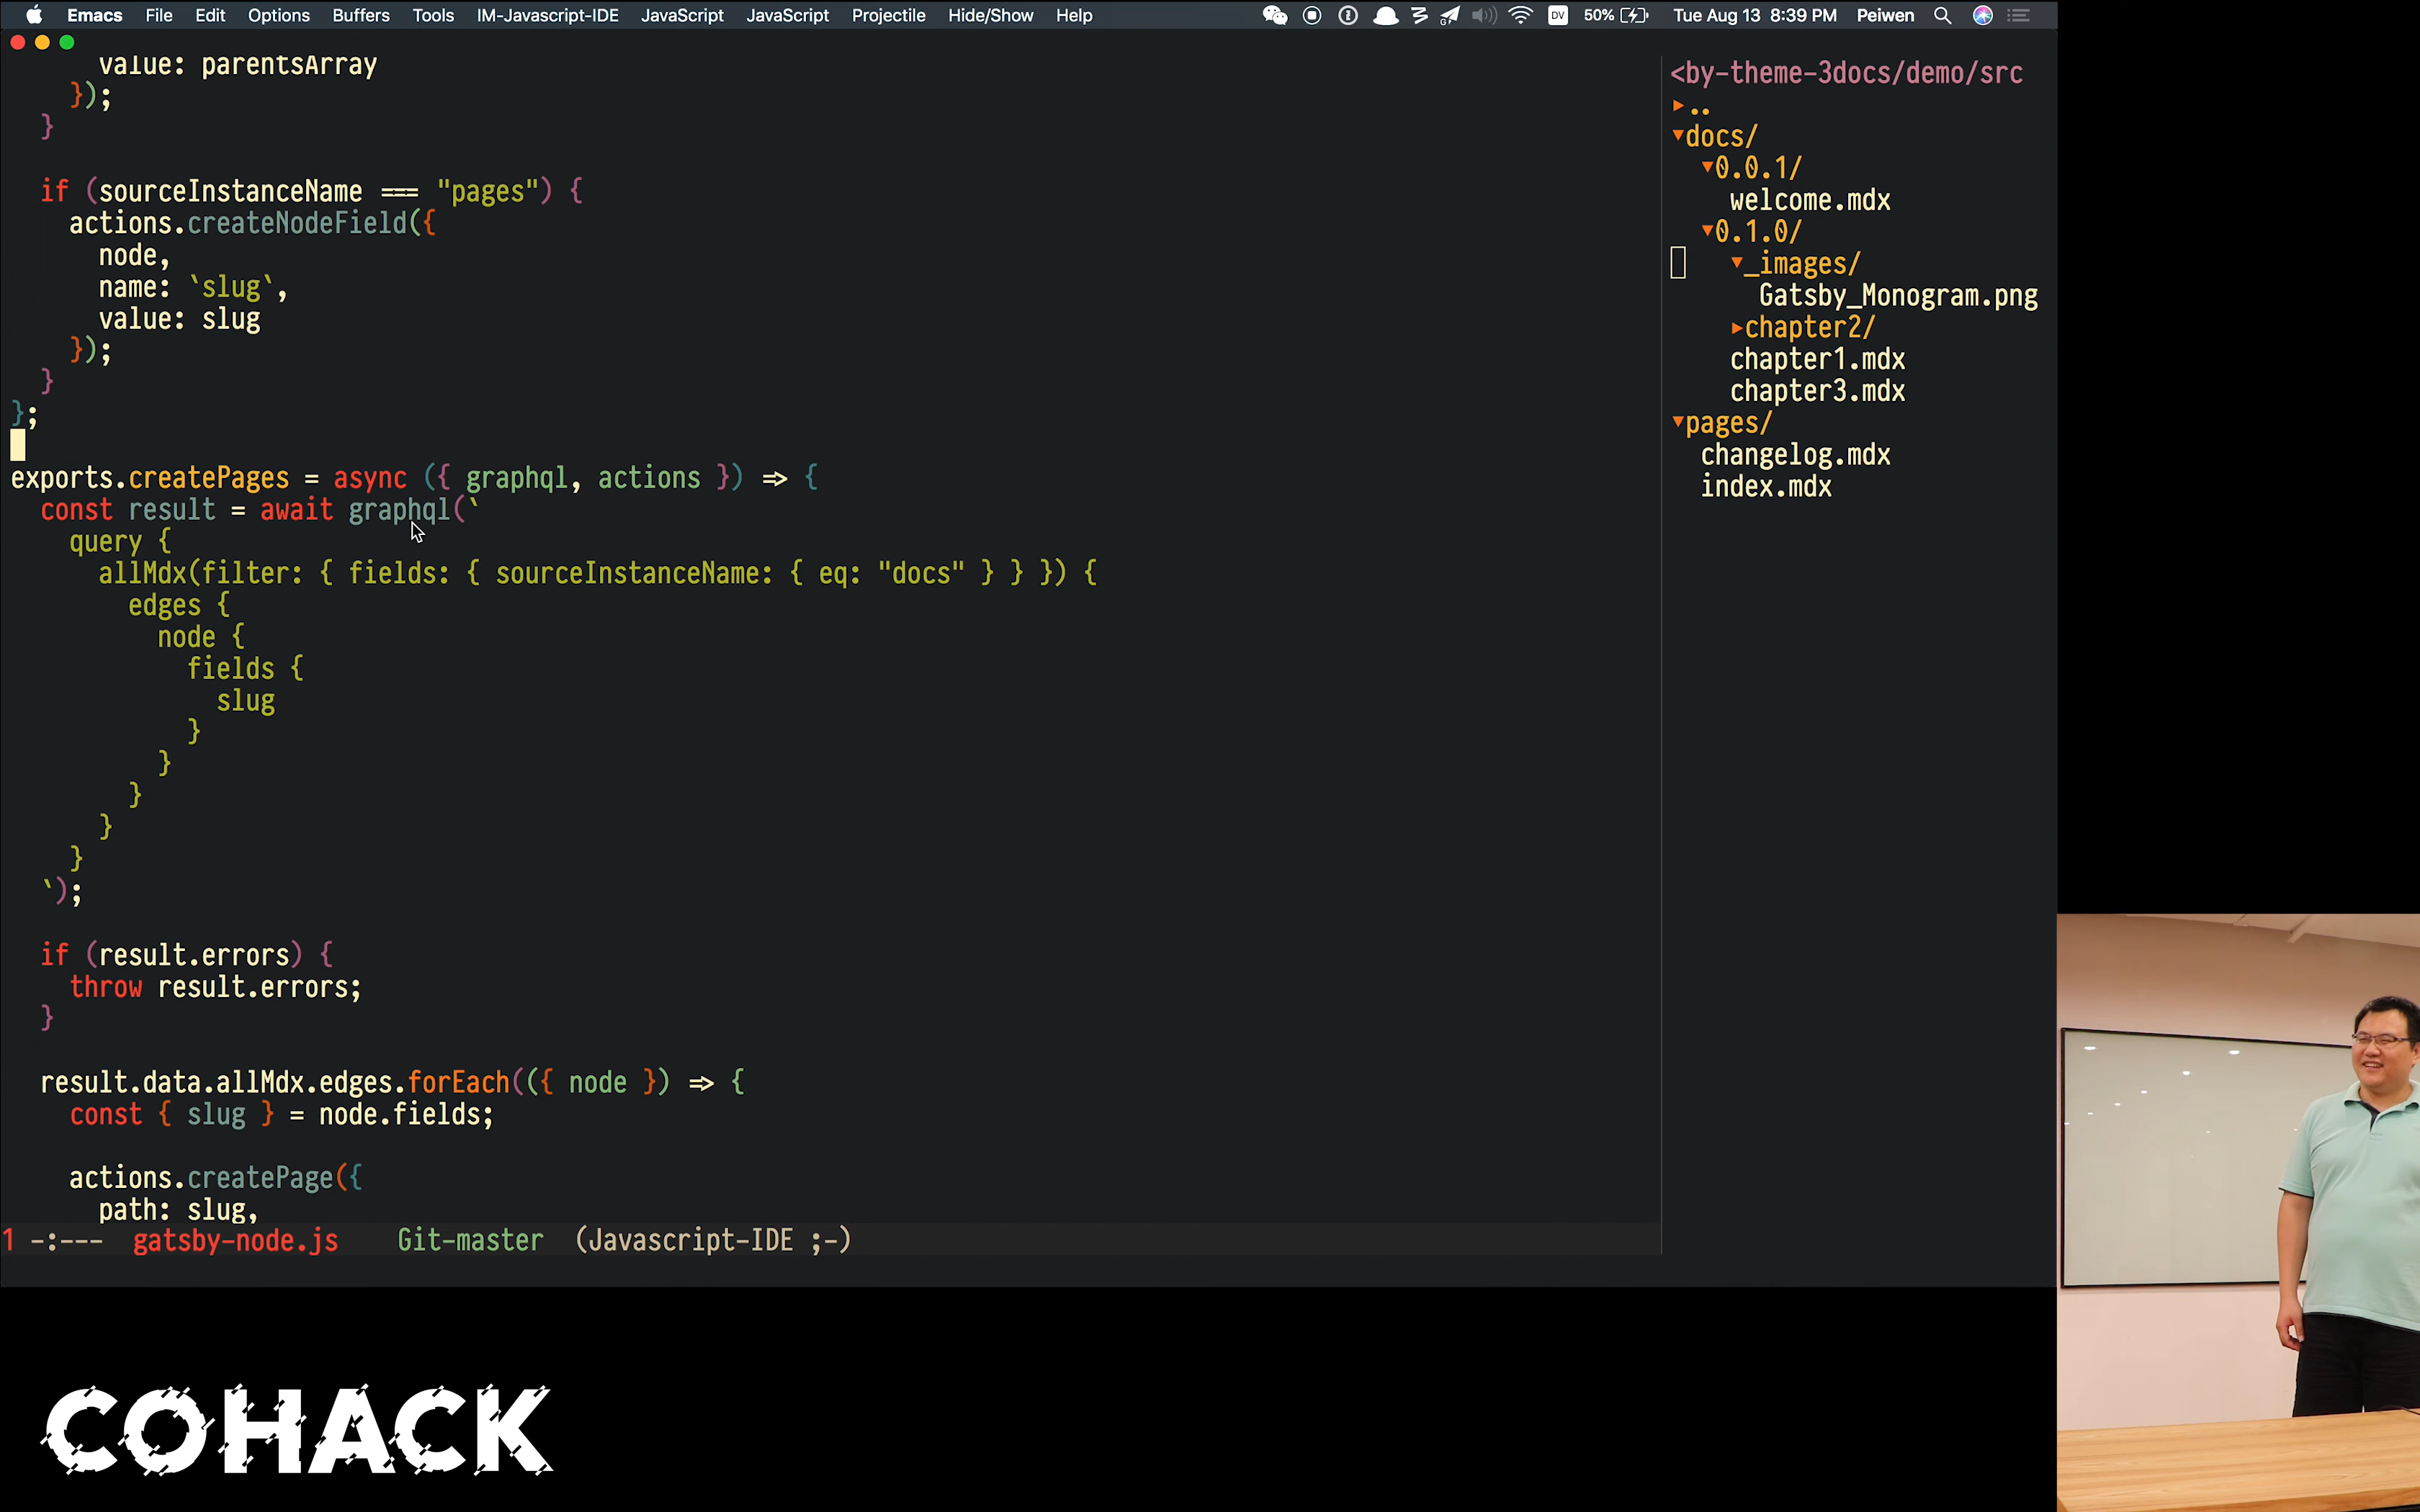 Emacs File Edit Options Buffers Tools IM-Javascript-IDE JavaScript JavaScript Projectile Hide/Show Help DV 50% Tue Aug 13 8:39 PM Peiwen
value: parentsArray
});
}
if (sourceInstanceName === "pages") {
actions.createNodeField({
node,
name: `slug`,
value: slug
});
}
};
exports.createPages = async ({ graphql, actions }) => {
const result = await graphql(`
query {
allMdx(filter: { fields: { sourceInstanceName: { eq: "docs" } } }) {
edges {
node {
fields {
slug
}
}
}
}
}
`);
if (result.errors) {
throw result.errors;
}
result.data.allMdx.edges.forEach(({ node }) => {
const { slug } = node.fields;
actions.createPage({
path: slug,
1 -:--- gatsby-node.js Git-master (Javascript-IDE ;-)
<by-theme-3docs/demo/src
▸..
▾docs/
▾0.0.1/
welcome.mdx
▾0.1.0/
▾_images/
Gatsby_Monogram.png
▸chapter2/
chapter1.mdx
chapter3.mdx
▾pages/
changelog.mdx
index.mdx
COHACK